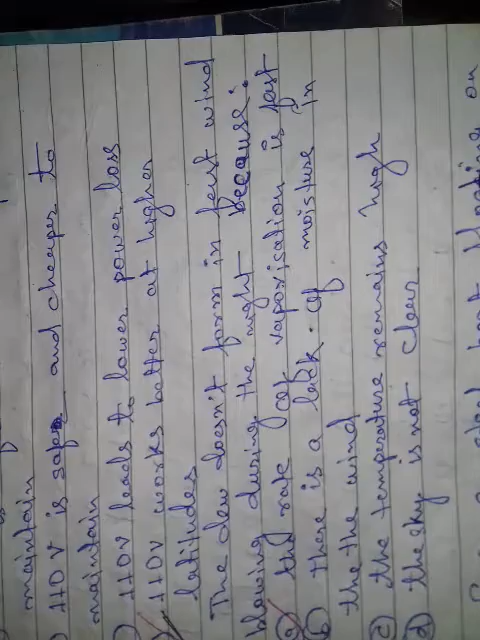 maintain
110V is safe and cheaper to
maintain
110V leads to lower power loss
110V works better at higher
latitudes
The dew doesn't form in fast wind
blowing during the night because:
a the rate of vaporisation is fast
b There is a lack of moisture in
the the wind
c the temperature remains high
d the sky is not clear